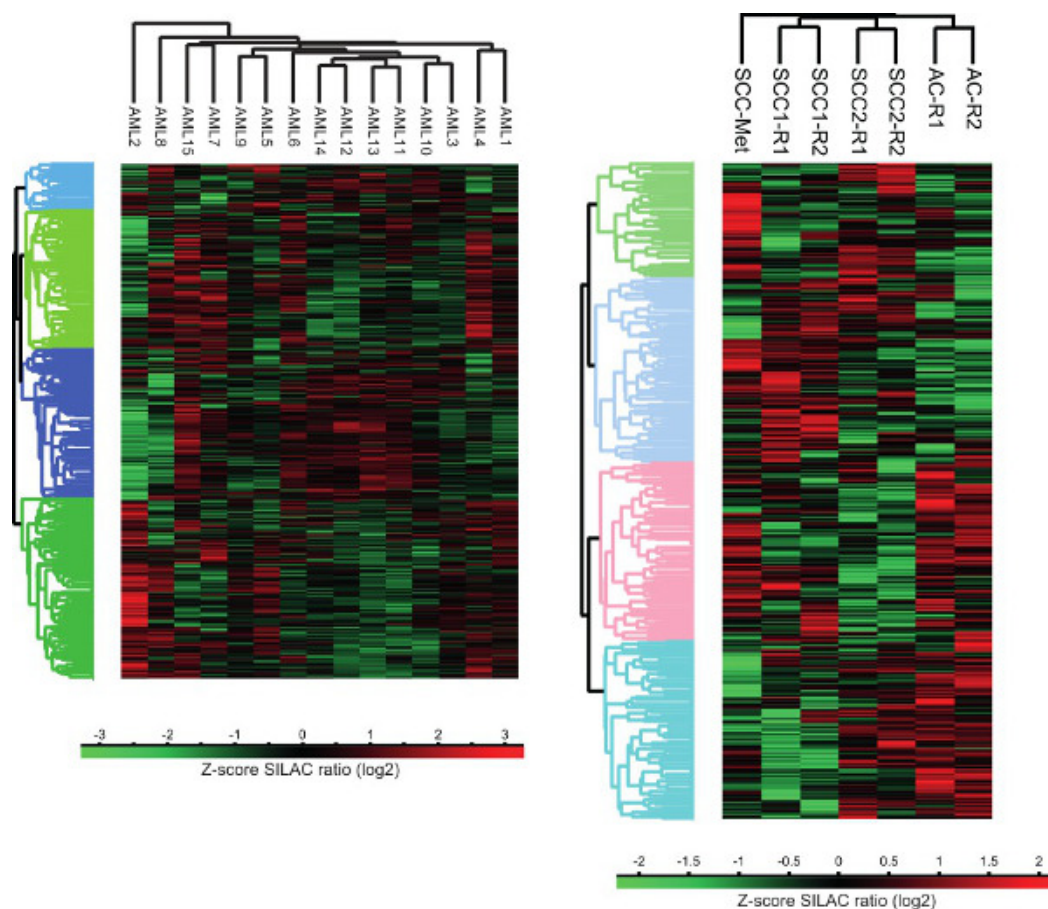 AML2 AML8 AML15 AML7 AML9 AML5 AML6 AML14 AML12 AML13 AML11 AML10 AML3 AML4 AML1
-3 -2 -1 0 1 2 3
Z-score SILAC ratio (log2)
SCC-Met SCC1-R1 SCC1-R2 SCC2-R1 SCC2-R2 AC-R1 AC-R2
-2 -1.5 -1 -0.5 0 0.5 1 1.5 2
Z-score SILAC ratio (log2)